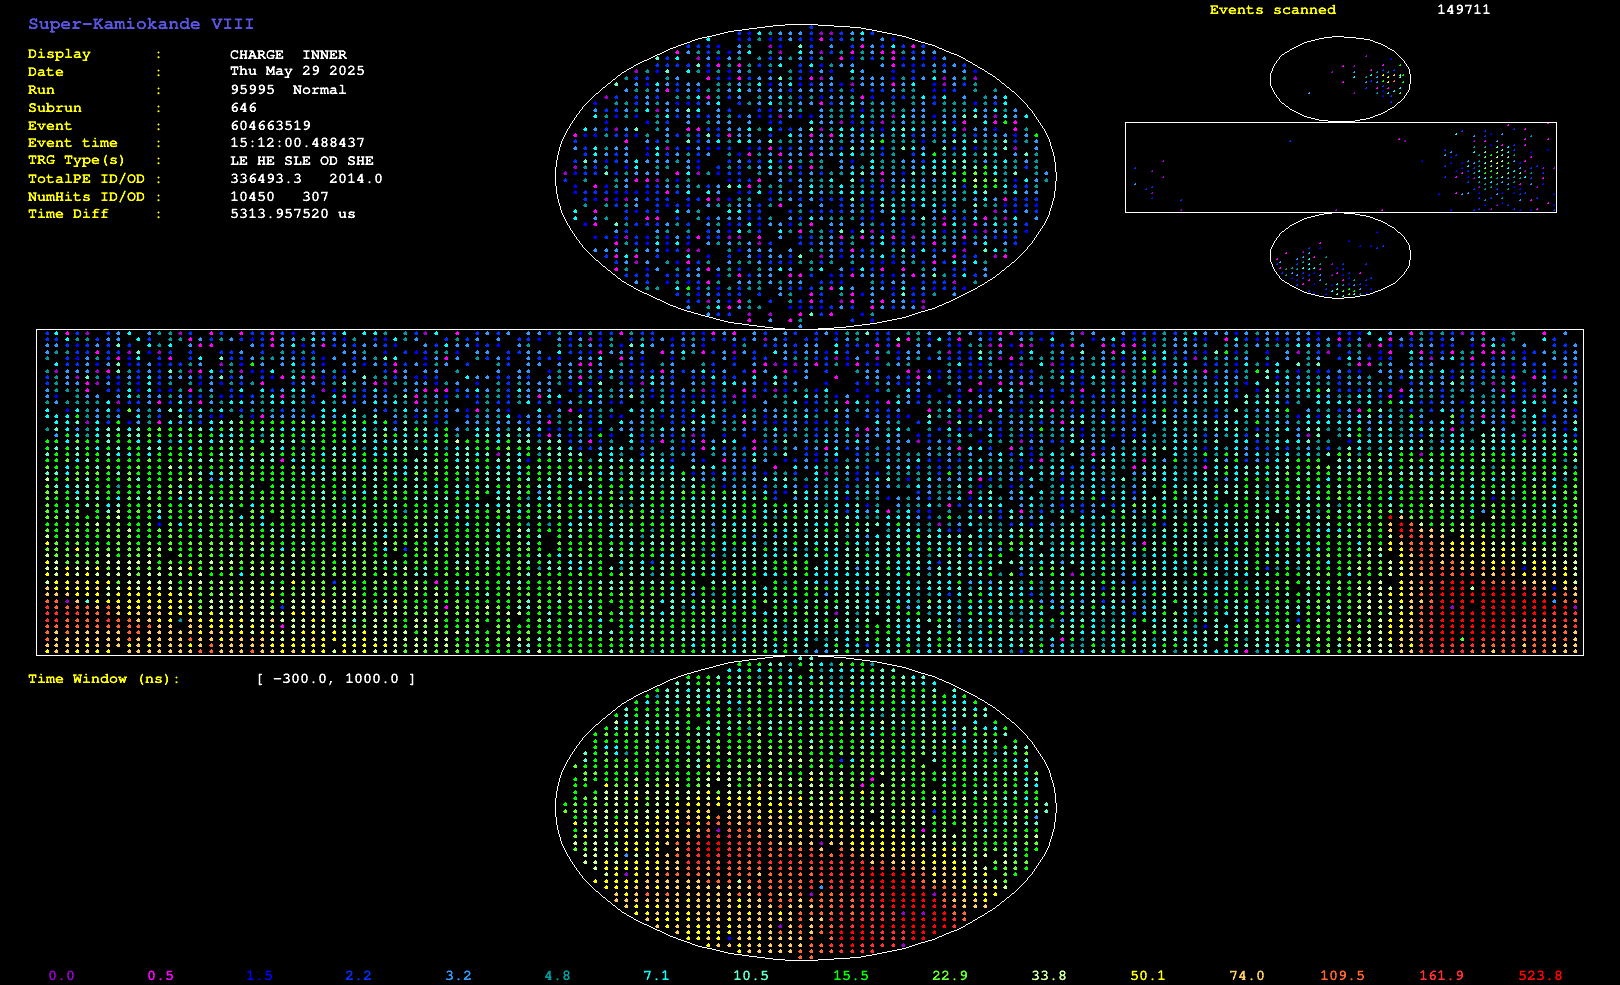 Super-Kamiokande VIII
Display : CHARGE INNER
Date : Thu May 29 2025
Run : 95995 Normal
Subrun : 646
Event : 604663519
Event time : 15:12:00.488437
TRG Type(s) : LE HE SLE OD SHE
TotalPE ID/OD : 336493.3 2014.0
NumHits ID/OD : 10450 307
Time Diff : 5313.957520 us
Events scanned 149711
Time Window (ns): [ −300.0, 1000.0 ]
0.0 0.5 1.5 2.2 3.2 4.8 7.1 10.5 15.5 22.9 33.8 50.1 74.0 109.5 161.9 523.8